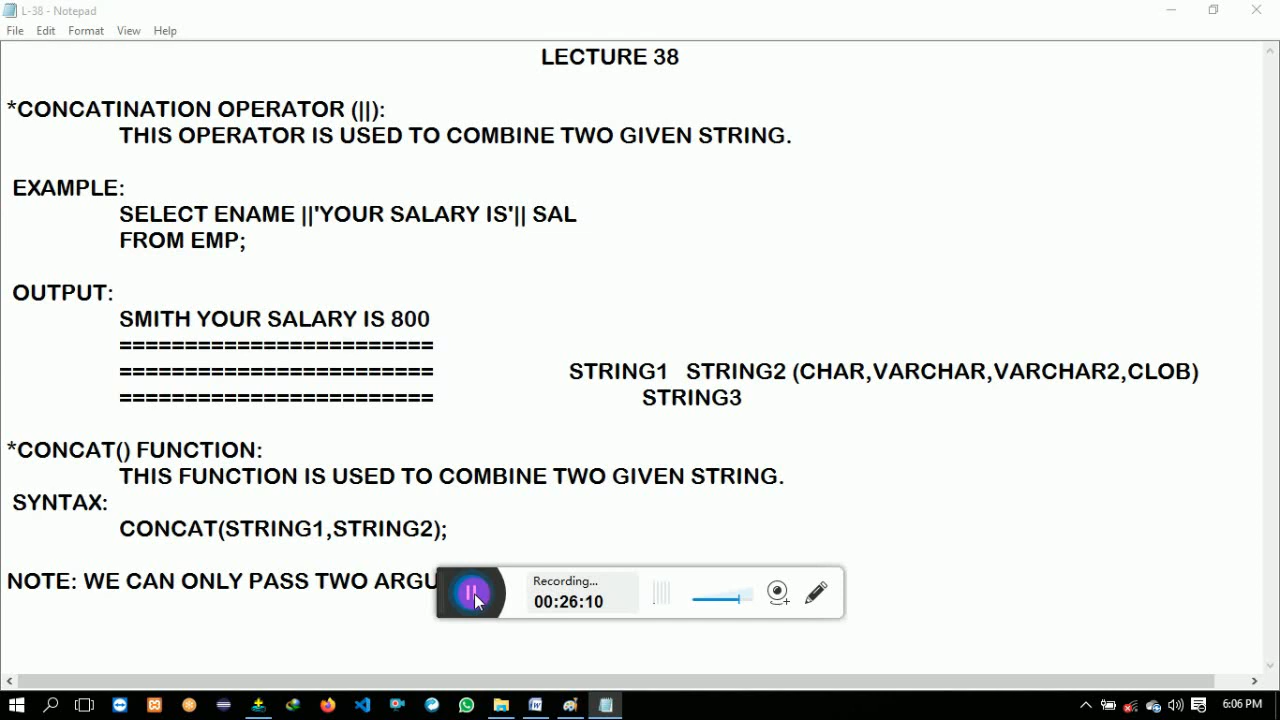 L-38 - Notepad
File Edit Format View Help
LECTURE 38
*CONCATINATION OPERATOR (||):
THIS OPERATOR IS USED TO COMBINE TWO GIVEN STRING.
EXAMPLE:
SELECT ENAME ||'YOUR SALARY IS'|| SAL
FROM EMP;
OUTPUT:
SMITH YOUR SALARY IS 800
========================
======================== STRING1 STRING2 (CHAR,VARCHAR,VARCHAR2,CLOB)
======================== STRING3
*CONCAT() FUNCTION:
THIS FUNCTION IS USED TO COMBINE TWO GIVEN STRING.
SYNTAX:
CONCAT(STRING1,STRING2);
NOTE: WE CAN ONLY PASS TWO ARGU
Recording...
00:26:10
6:06 PM